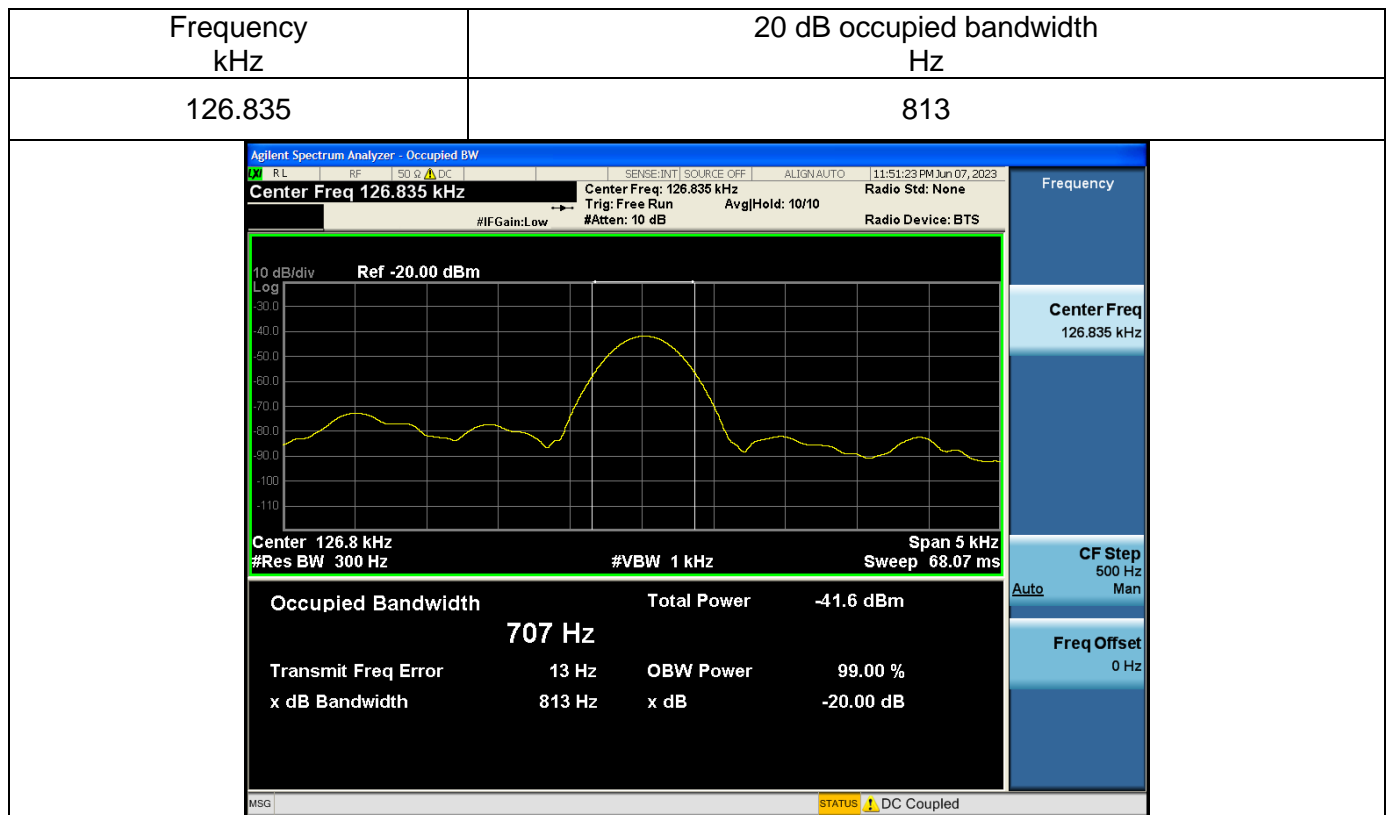 Frequency
kHz
20 dB occupied bandwidth
Hz
126.835
813
Agilent Spectrum Analyzer - Occupied BW
LXI RL RF 50 Ω DC SENSE:INT SOURCE OFF ALIGN AUTO 11:51:23 PM Jun 07, 2023
Center Freq 126.835 kHz
Center Freq: 126.835 kHz
Radio Std: None
Trig: Free Run Avg|Hold: 10/10
#IFGain:Low #Atten: 10 dB Radio Device: BTS
10 dB/div Ref -20.00 dBm
Log
-30.0
-40.0
-50.0
-60.0
-70.0
-80.0
-90.0
-100
-110
Center 126.8 kHz Span 5 kHz
#Res BW 300 Hz #VBW 1 kHz Sweep 68.07 ms
Occupied Bandwidth Total Power -41.6 dBm
707 Hz
Transmit Freq Error 13 Hz OBW Power 99.00 %
x dB Bandwidth 813 Hz x dB -20.00 dB
Frequency
Center Freq
126.835 kHz
CF Step
500 Hz
Auto Man
Freq Offset
0 Hz
MSG STATUS DC Coupled